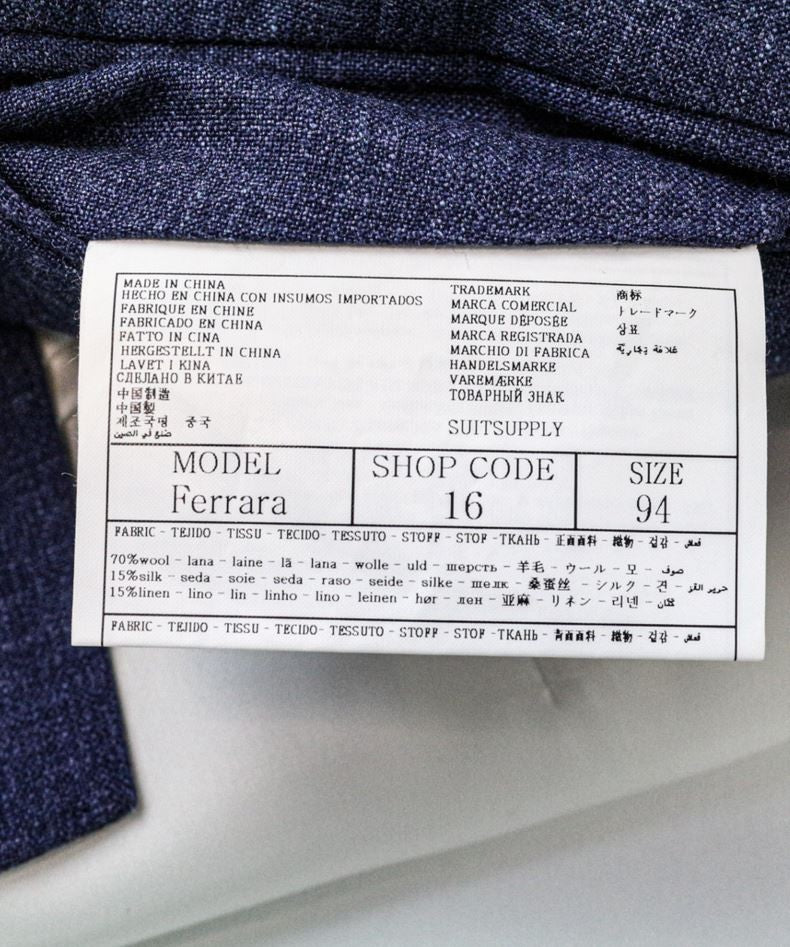 MADE IN CHINA
HECHO EN CHINA CON INSUMOS IMPORTADOS
FABRIQUE EN CHINE
FABRICADO EN CHINA
FATTO IN CINA
HERGESTELLT IN CHINA
LAVET I KINA
СДЕЛАНО В КИТАЕ
中国制造
中国製
제조국명 중국
صنع في الصين
TRADEMARK
MARCA COMERCIAL
MARQUE DÉPOSÉE
MARCA REGISTRADA
MARCHIO DI FABRICA
HANDELSMARKE
VAREMÆRKE
ТОВАРНЫЙ ЗНАК
商标
トレードマーク
상표
علامة تجارية
SUITSUPPLY
MODEL
Ferrara
SHOP CODE
16
SIZE
94
FABRIC - TEJIDO - TISSU - TECIDO- TESSUTO - STOFF - STOF -ТКАНЬ - 正面面料 - 織物 - 겉감 - قماش
70%wool - lana - laine - lã - lana - wolle - uld - шерсть - 羊毛 - ウール - 모 - صوف
15%silk - seda - soie - seda - raso - seide - silke - шелк - 桑蚕丝 - シルク - 견 - حرير القز
15%linen - lino - lin - linho - lino - leinen - hør - лен - 亚麻 - リネン - 리넨 - كتان
FABRIC - TEJIDO - TISSU - TECIDO- TESSUTO - STOFF - STOF -ТКАНЬ - 背面面料 - 織物 - 겉감 - قماش